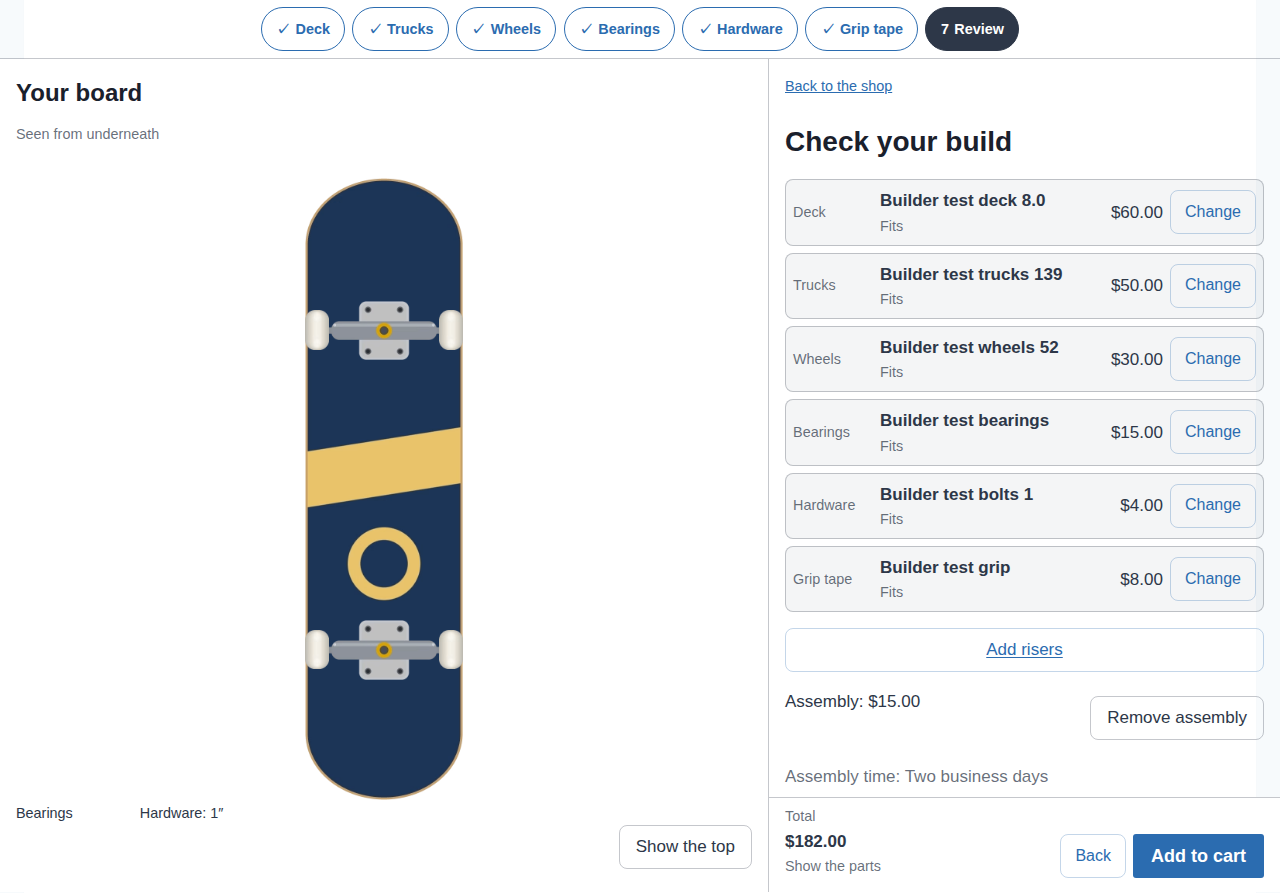 ✓ Deck
✓ Trucks
✓ Wheels
✓ Bearings
✓ Hardware
✓ Grip tape
7 Review
Your board
Seen from underneath
Bearings
Hardware: 1″
Show the top
Back to the shop
Check your build
Deck
Builder test deck 8.0
Fits
$60.00
Change
Trucks
Builder test trucks 139
Fits
$50.00
Change
Wheels
Builder test wheels 52
Fits
$30.00
Change
Bearings
Builder test bearings
Fits
$15.00
Change
Hardware
Builder test bolts 1
Fits
$4.00
Change
Grip tape
Builder test grip
Fits
$8.00
Change
Add risers
Assembly: $15.00
Remove assembly
Assembly time: Two business days
Total
$182.00
Show the parts
Back
Add to cart